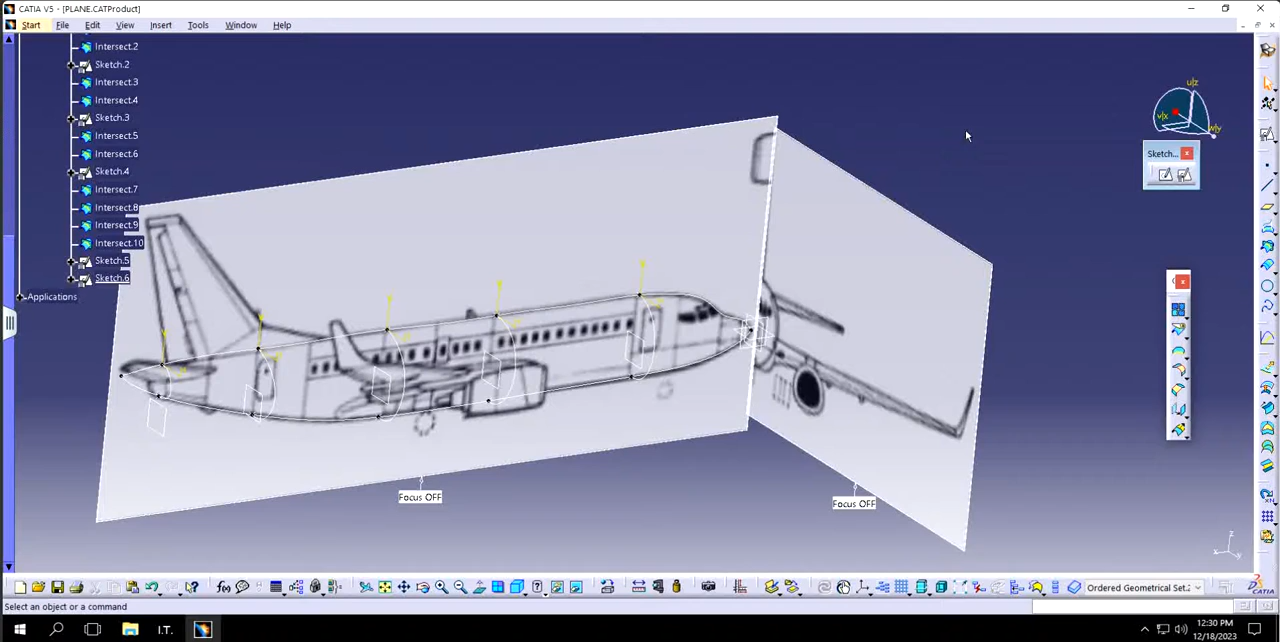 CATIA V5 - [PLANE.CATProduct]
Start File Edit View Insert Tools Window Help
Intersect.2
Sketch.2
Intersect.3
Intersect.4
Sketch.3
Intersect.5
Intersect.6
Sketch.4
Intersect.7
Intersect.8
Intersect.9
Intersect.10
Sketch.5
Sketch.6
Applications
u|z
v|x
w|y
Sketch...
Focus OFF
Focus OFF
z
x
y
f(x)
Ordered Geometrical Set.2
CATIA
Select an object or a command
I.T.
12:30 PM
12/18/2023